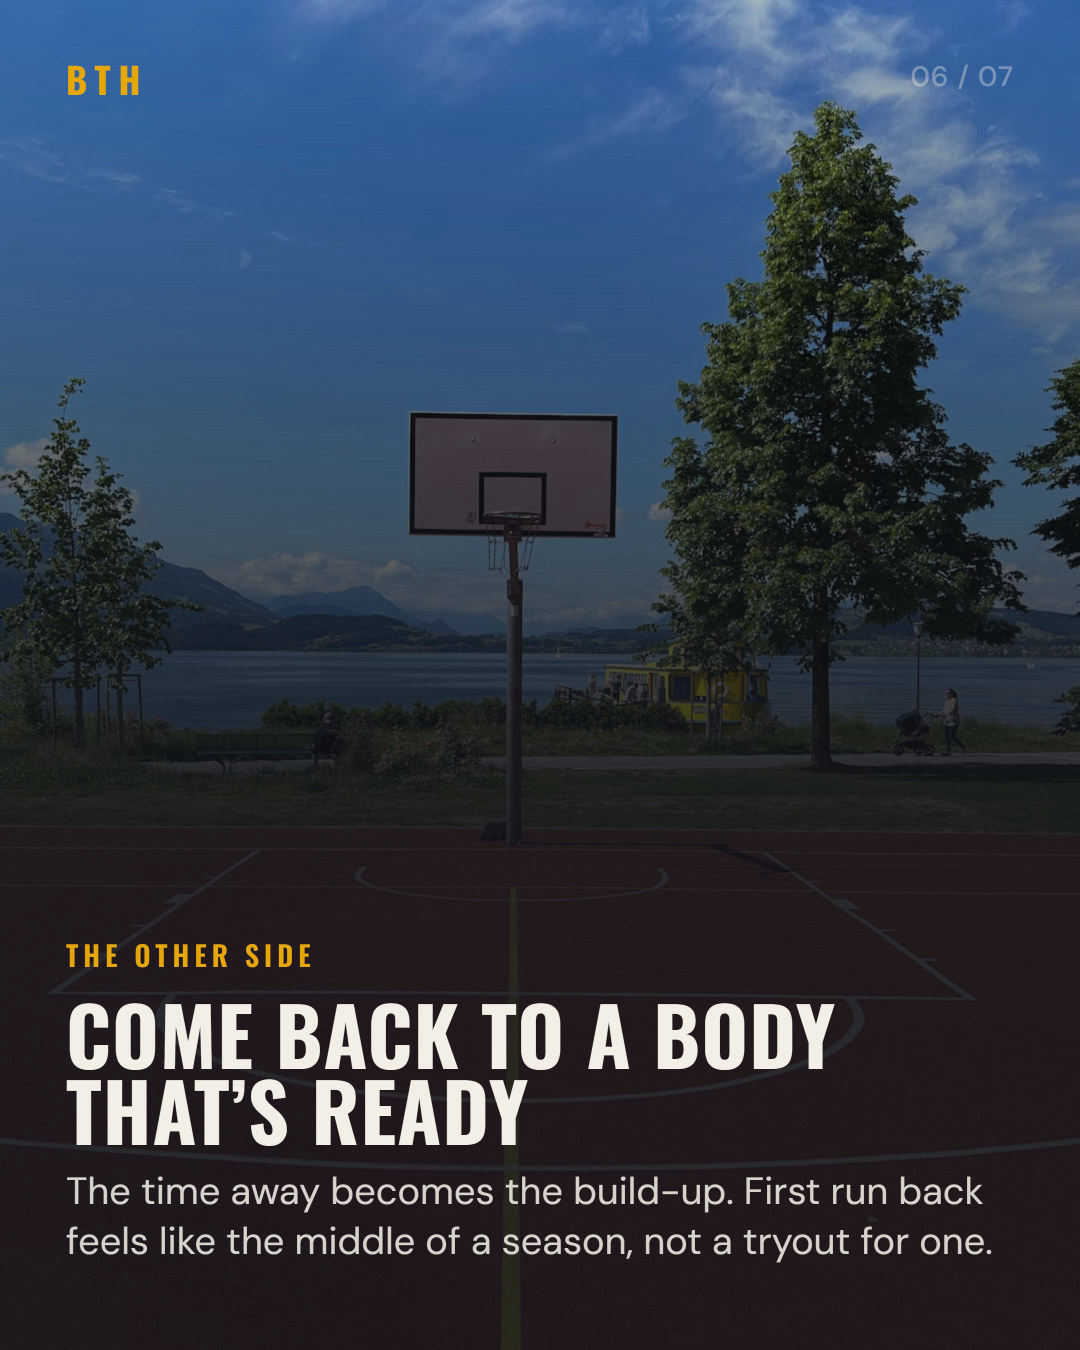 BTH
06 / 07
THE OTHER SIDE
COME BACK TO A BODY
THAT’S READY
The time away becomes the build-up. First run back
feels like the middle of a season, not a tryout for one.